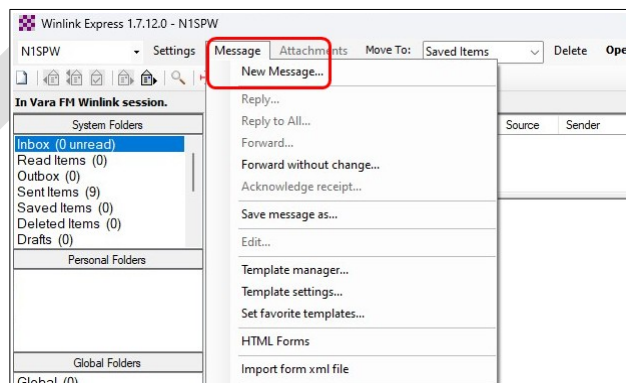 Winlink Express 1.7.12.0 - N1SPW
N1SPW Settings Message Attachments Move To: Saved Items Delete Ope
New Message...
In Vara FM Winlink session.
Reply...
System Folders
Reply to All...
Source Sender
Inbox (0 unread)
Forward...
Read Items (0)
Forward without change...
Outbox (0)
Acknowledge receipt...
Sent Items (9)
Saved Items (0)
Save message as...
Deleted Items (0)
Drafts (0)
Edit...
Personal Folders
Template manager...
Template settings...
Set favorite templates...
HTML Forms
Global Folders
Import form xml file
Global (0)